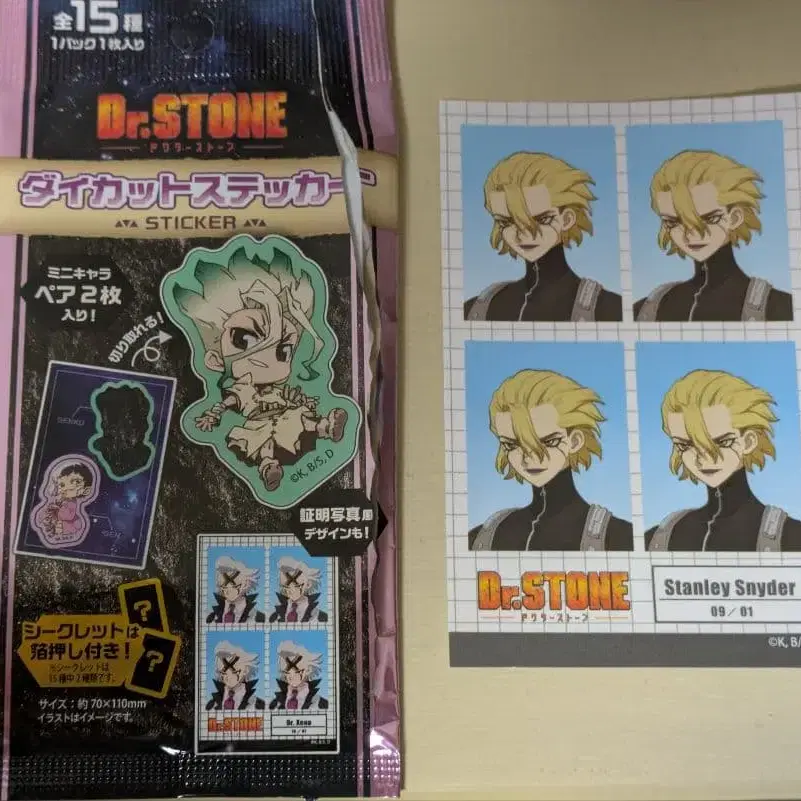 全15種
1パック1枚入り
Dr.STONE
ドクターストーン
ダイカットステッカー
STICKER
ミニキャラ
ペア2枚
入り!
切り取れる!
SENKU
©K, B/S, D
証明写真風
デザインも!
シークレットは
箔押し付き!
※シークレットは
15種中2種類です。
サイズ:約70×110mm
イラストはイメージです。
?
?
Dr.STONE
Dr. Xeno
Dr.STONE
ドクターストーン
Stanley Snyder
09/01
©K, B/